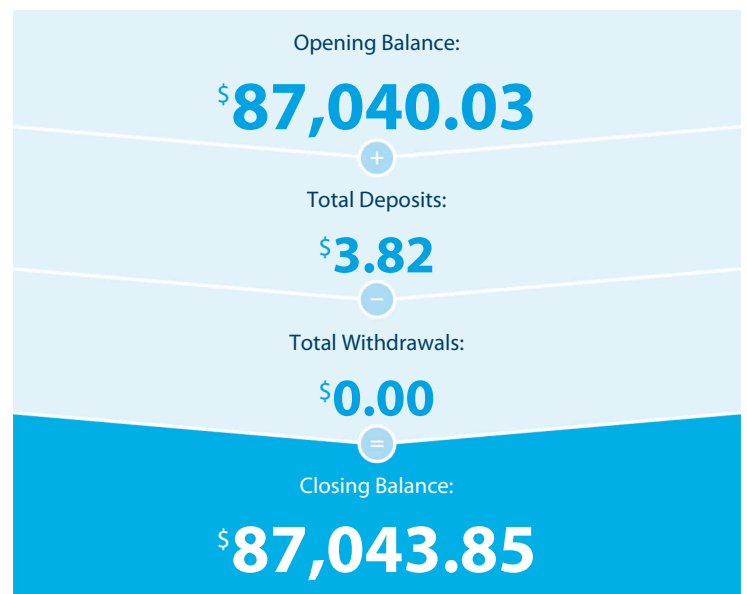 Opening Balance:
$87,040.03
+
Total Deposits:
$3.82
−
Total Withdrawals:
$0.00
=
Closing Balance:
$87,043.85